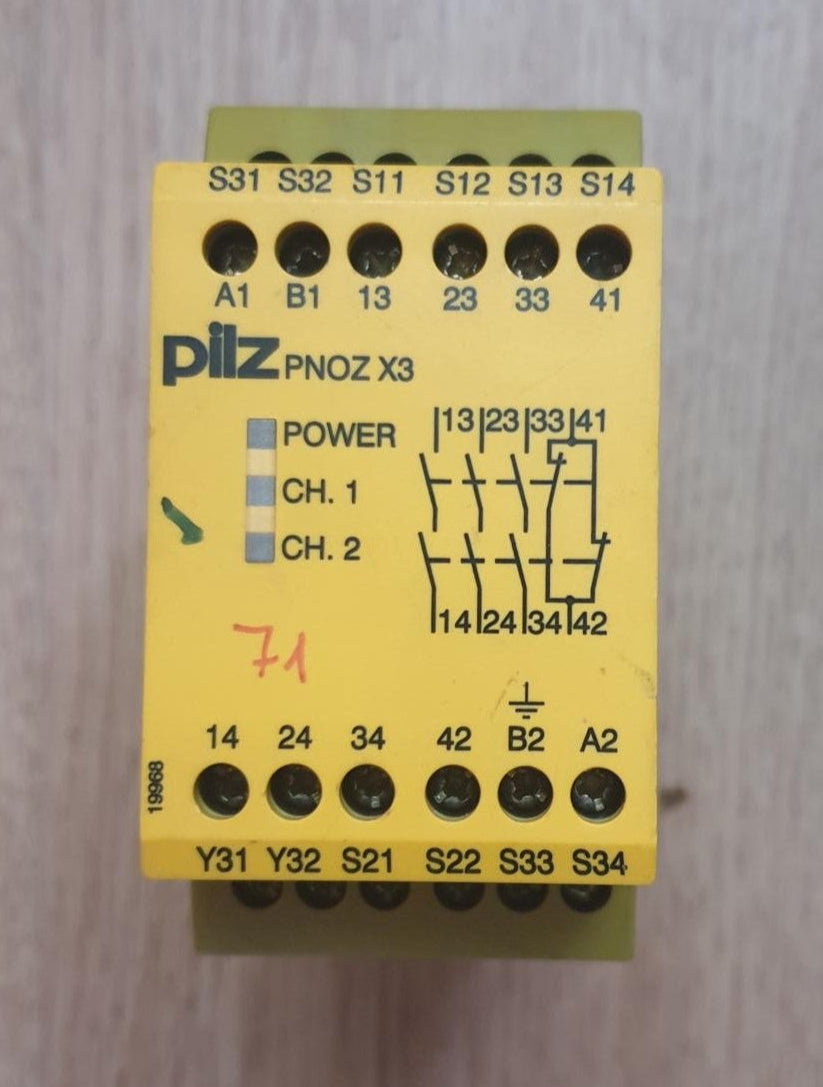 S31 S32 S11 S12 S13 S14
A1 B1 13 23 33 41
pilz PNOZ X3
POWER
CH. 1
CH. 2
13 23 33 41
14 24 34 42
71
14 24 34 42 B2 A2
19968
Y31 Y32 S21 S22 S33 S34